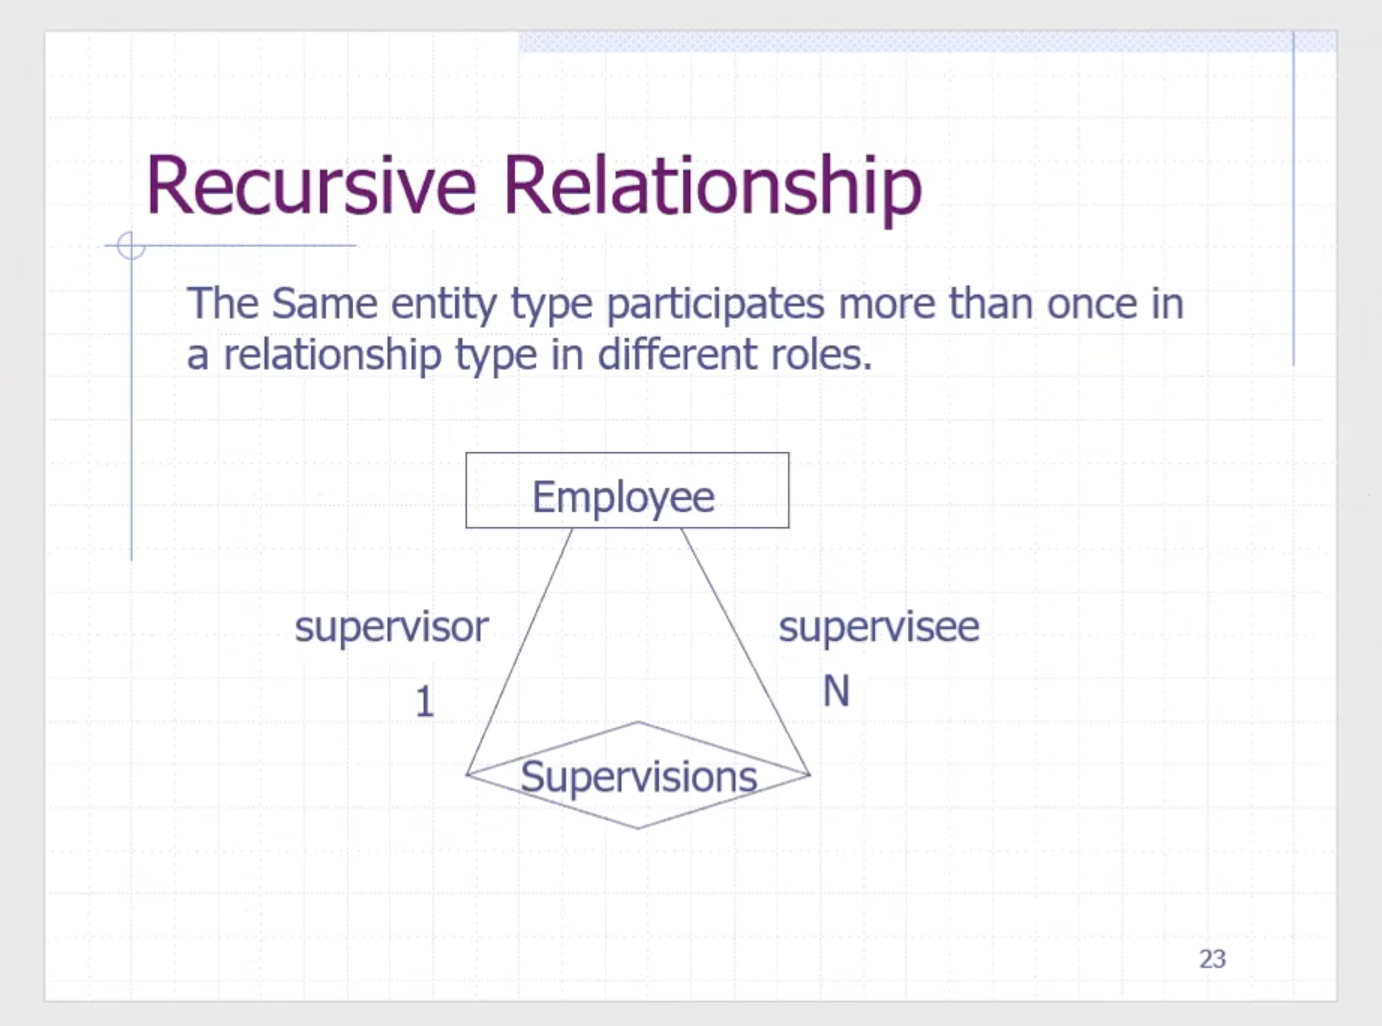 Recursive Relationship
The Same entity type participates more than once in
a relationship type in different roles.
Employee
supervisor
supervisee
1
N
Supervisions
23